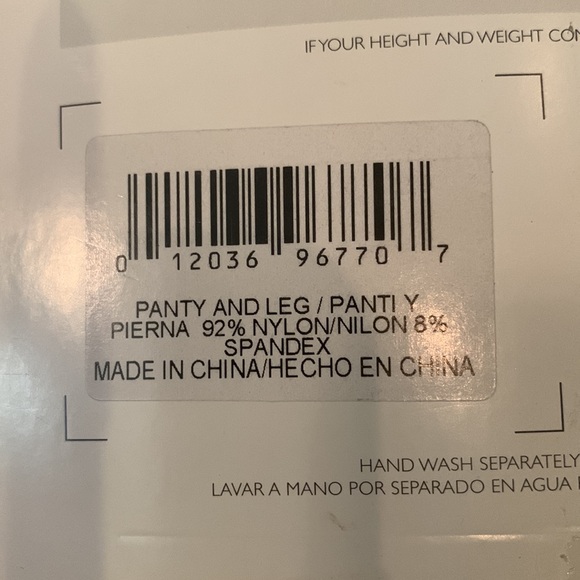 IF YOUR HEIGHT AND WEIGHT
0 12036 96770 7
PANTY AND LEG / PANTI Y
PIERNA 92% NYLON/NILON 8%
SPANDEX
MADE IN CHINA/HECHO EN CHINA
HAND WASH SEPARATELY
LAVAR A MANO POR SEPARADO EN AGUA